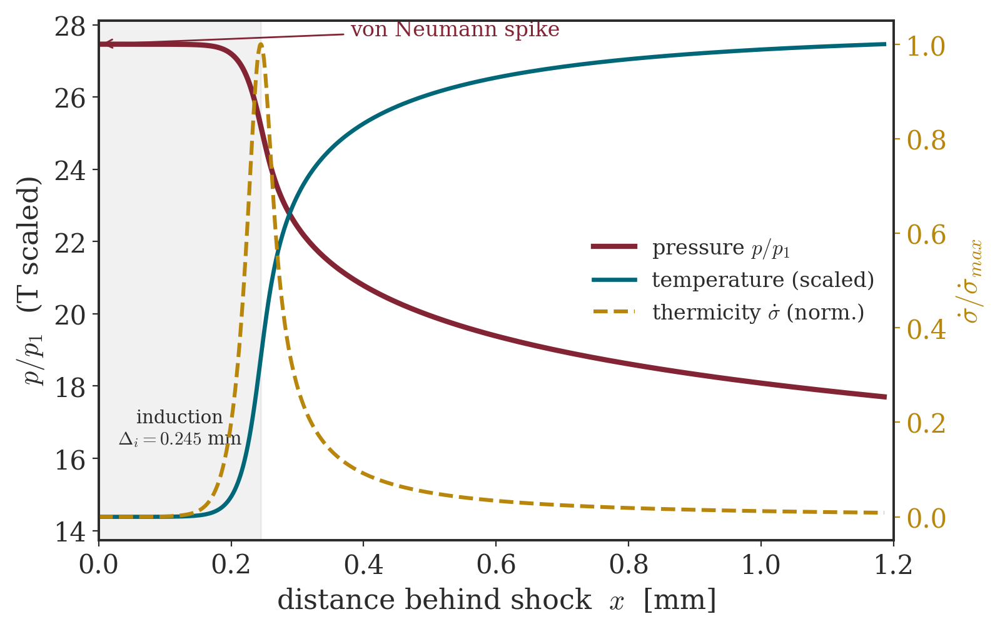 von Neumann spike
28
26
24
22
20
18
16
14
p/p₁ (T scaled)
1.0
0.8
0.6
0.4
0.2
0.0
σ̇/σ̇ₘₐₓ
pressure p/p₁
temperature (scaled)
thermicity σ̇ (norm.)
induction
Δᵢ = 0.245 mm
0.0 0.2 0.4 0.6 0.8 1.0 1.2
distance behind shock x [mm]